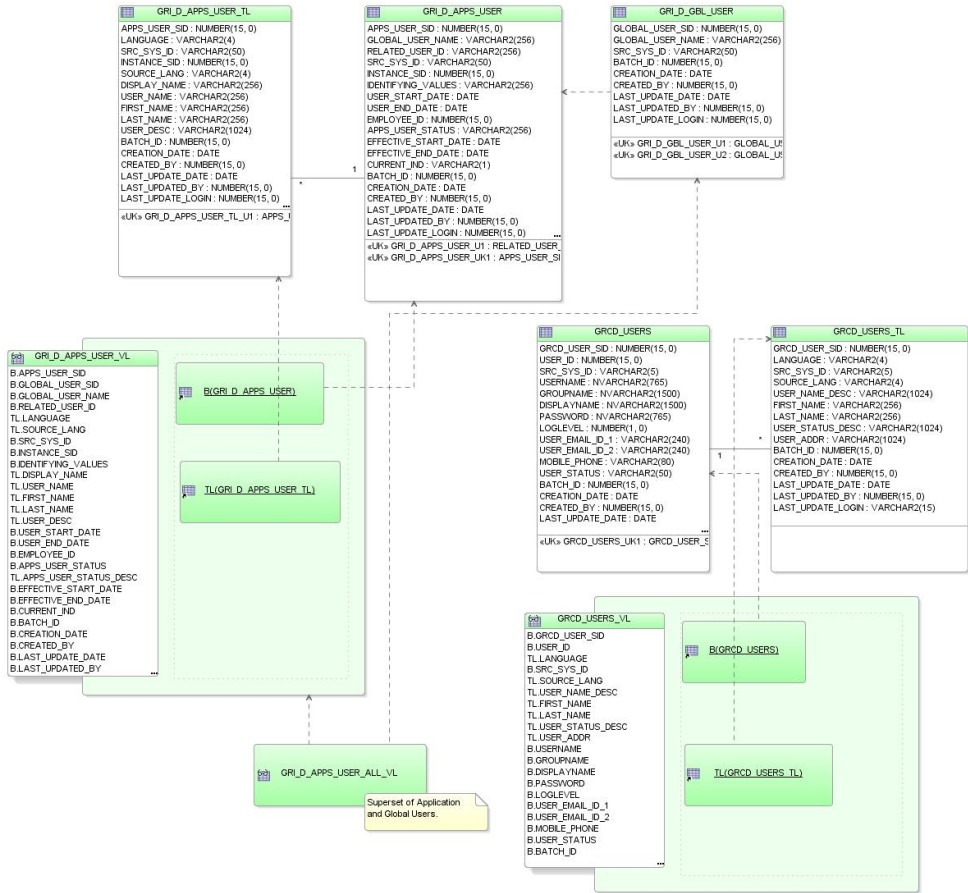 GRI_D_APPS_USER_TL
APPS_USER_SID : NUMBER(15, 0)
LANGUAGE : VARCHAR2(4)
SRC_SYS_ID : VARCHAR2(50)
INSTANCE_SID : NUMBER(15, 0)
SOURCE_LANG : VARCHAR2(4)
DISPLAY_NAME : VARCHAR2(256)
USER_NAME : VARCHAR2(256)
FIRST_NAME : VARCHAR2(256)
LAST_NAME : VARCHAR2(256)
USER_DESC : VARCHAR2(1024)
BATCH_ID : NUMBER(15, 0)
CREATION_DATE : DATE
CREATED_BY : NUMBER(15, 0)
LAST_UPDATE_DATE : DATE
LAST_UPDATED_BY : NUMBER(15, 0)
LAST_UPDATE_LOGIN : NUMBER(15, 0)
...
«UK» GRI_D_APPS_USER_TL_U1 : APPS_U
* 1
GRI_D_APPS_USER
APPS_USER_SID : NUMBER(15, 0)
GLOBAL_USER_NAME : VARCHAR2(256)
RELATED_USER_ID : VARCHAR2(256)
SRC_SYS_ID : VARCHAR2(50)
INSTANCE_SID : NUMBER(15, 0)
IDENTIFYING_VALUES : VARCHAR2(256)
USER_START_DATE : DATE
USER_END_DATE : DATE
EMPLOYEE_ID : NUMBER(15, 0)
APPS_USER_STATUS : VARCHAR2(256)
EFFECTIVE_START_DATE : DATE
EFFECTIVE_END_DATE : DATE
CURRENT_IND : VARCHAR2(1)
BATCH_ID : NUMBER(15, 0)
CREATION_DATE : DATE
CREATED_BY : NUMBER(15, 0)
LAST_UPDATE_DATE : DATE
LAST_UPDATED_BY : NUMBER(15, 0)
LAST_UPDATE_LOGIN : NUMBER(15, 0)
...
«UK» GRI_D_APPS_USER_U1 : RELATED_USER_
«UK» GRI_D_APPS_USER_UK1 : APPS_USER_SI
GRI_D_GBL_USER
GLOBAL_USER_SID : NUMBER(15, 0)
GLOBAL_USER_NAME : VARCHAR2(256)
SRC_SYS_ID : VARCHAR2(50)
BATCH_ID : NUMBER(15, 0)
CREATION_DATE : DATE
CREATED_BY : NUMBER(15, 0)
LAST_UPDATE_DATE : DATE
LAST_UPDATED_BY : NUMBER(15, 0)
LAST_UPDATE_LOGIN : NUMBER(15, 0)
«UK» GRI_D_GBL_USER_U1 : GLOBAL_US
«UK» GRI_D_GBL_USER_U2 : GLOBAL_US
GRI_D_APPS_USER_VL
B.APPS_USER_SID
B.GLOBAL_USER_SID
B.GLOBAL_USER_NAME
B.RELATED_USER_ID
TL.LANGUAGE
TL.SOURCE_LANG
B.SRC_SYS_ID
B.INSTANCE_SID
B.IDENTIFYING_VALUES
TL.DISPLAY_NAME
TL.USER_NAME
TL.FIRST_NAME
TL.LAST_NAME
TL.USER_DESC
B.USER_START_DATE
B.USER_END_DATE
B.EMPLOYEE_ID
B.APPS_USER_STATUS
TL.APPS_USER_STATUS_DESC
B.EFFECTIVE_START_DATE
B.EFFECTIVE_END_DATE
B.CURRENT_IND
B.BATCH_ID
B.CREATION_DATE
B.CREATED_BY
B.LAST_UPDATE_DATE
B.LAST_UPDATED_BY
...
B(GRI_D_APPS_USER)
TL(GRI_D_APPS_USER_TL)
GRCD_USERS
GRCD_USER_SID : NUMBER(15, 0)
USER_ID : NUMBER(15, 0)
SRC_SYS_ID : VARCHAR2(5)
USERNAME : NVARCHAR2(765)
GROUPNAME : NVARCHAR2(1500)
DISPLAYNAME : NVARCHAR2(1500)
PASSWORD : NVARCHAR2(765)
LOGLEVEL : NUMBER(1, 0)
USER_EMAIL_ID_1 : VARCHAR2(240)
USER_EMAIL_ID_2 : VARCHAR2(240)
MOBILE_PHONE : VARCHAR2(80)
USER_STATUS : VARCHAR2(50)
BATCH_ID : NUMBER(15, 0)
CREATION_DATE : DATE
CREATED_BY : NUMBER(15, 0)
LAST_UPDATE_DATE : DATE
...
«UK» GRCD_USERS_UK1 : GRCD_USER_S
1 *
GRCD_USERS_TL
GRCD_USER_SID : NUMBER(15, 0)
LANGUAGE : VARCHAR2(4)
SRC_SYS_ID : VARCHAR2(5)
SOURCE_LANG : VARCHAR2(4)
USER_NAME_DESC : VARCHAR2(1024)
FIRST_NAME : VARCHAR2(256)
LAST_NAME : VARCHAR2(256)
USER_STATUS_DESC : VARCHAR2(1024)
USER_ADDR : VARCHAR2(1024)
BATCH_ID : NUMBER(15, 0)
CREATION_DATE : DATE
CREATED_BY : NUMBER(15, 0)
LAST_UPDATE_DATE : DATE
LAST_UPDATED_BY : NUMBER(15, 0)
LAST_UPDATE_LOGIN : VARCHAR2(15)
GRCD_USERS_VL
B.GRCD_USER_SID
B.USER_ID
TL.LANGUAGE
B.SRC_SYS_ID
TL.SOURCE_LANG
TL.USER_NAME_DESC
TL.FIRST_NAME
TL.LAST_NAME
TL.USER_STATUS_DESC
TL.USER_ADDR
B.USERNAME
B.GROUPNAME
B.DISPLAYNAME
B.PASSWORD
B.LOGLEVEL
B.USER_EMAIL_ID_1
B.USER_EMAIL_ID_2
B.MOBILE_PHONE
B.USER_STATUS
B.BATCH_ID
...
B(GRCD_USERS)
TL(GRCD_USERS_TL)
GRI_D_APPS_USER_ALL_VL
Superset of Application
and Global Users.